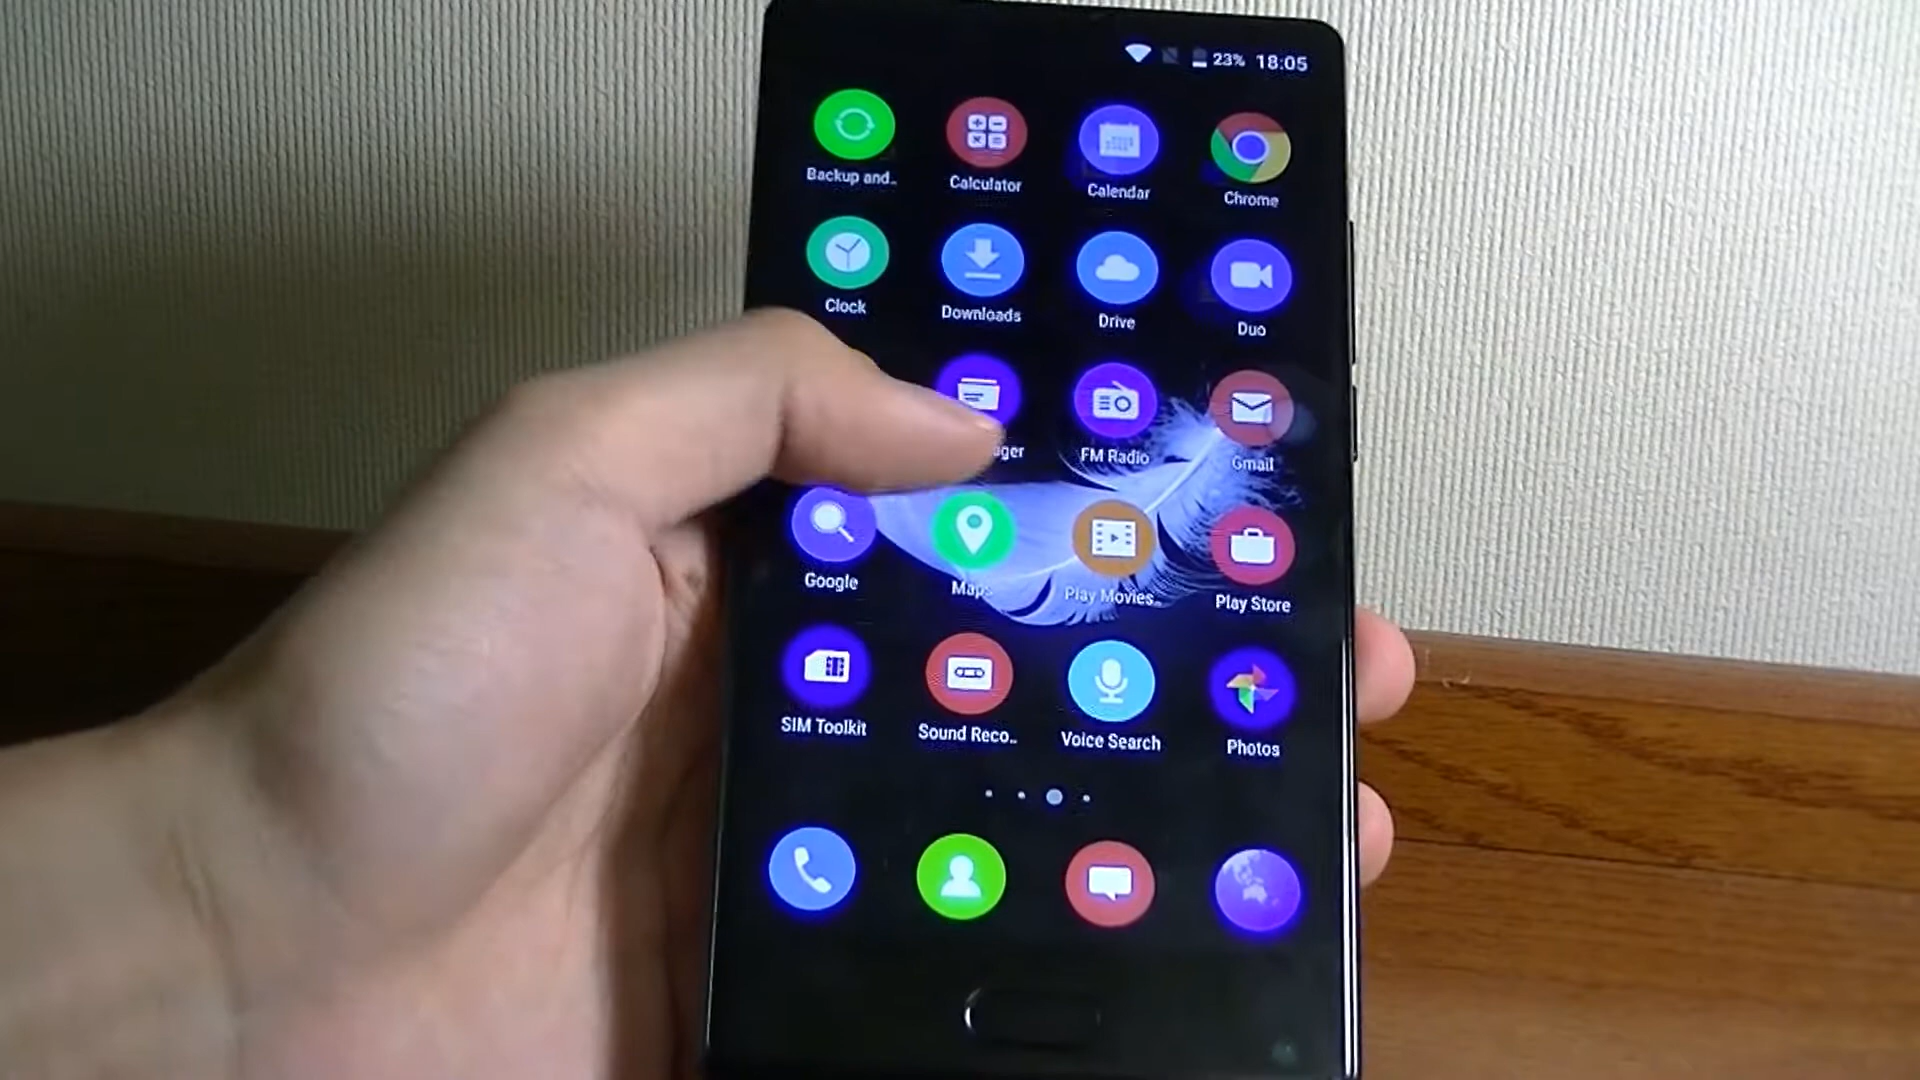 23% 18:05
Backup and..
Calculator
Calendar
Chrome
Clock
Downloads
Drive
Duo
FM Radio
Gmail
Google
Maps
Play Movies..
Play Store
SIM Toolkit
Sound Reco..
Voice Search
Photos